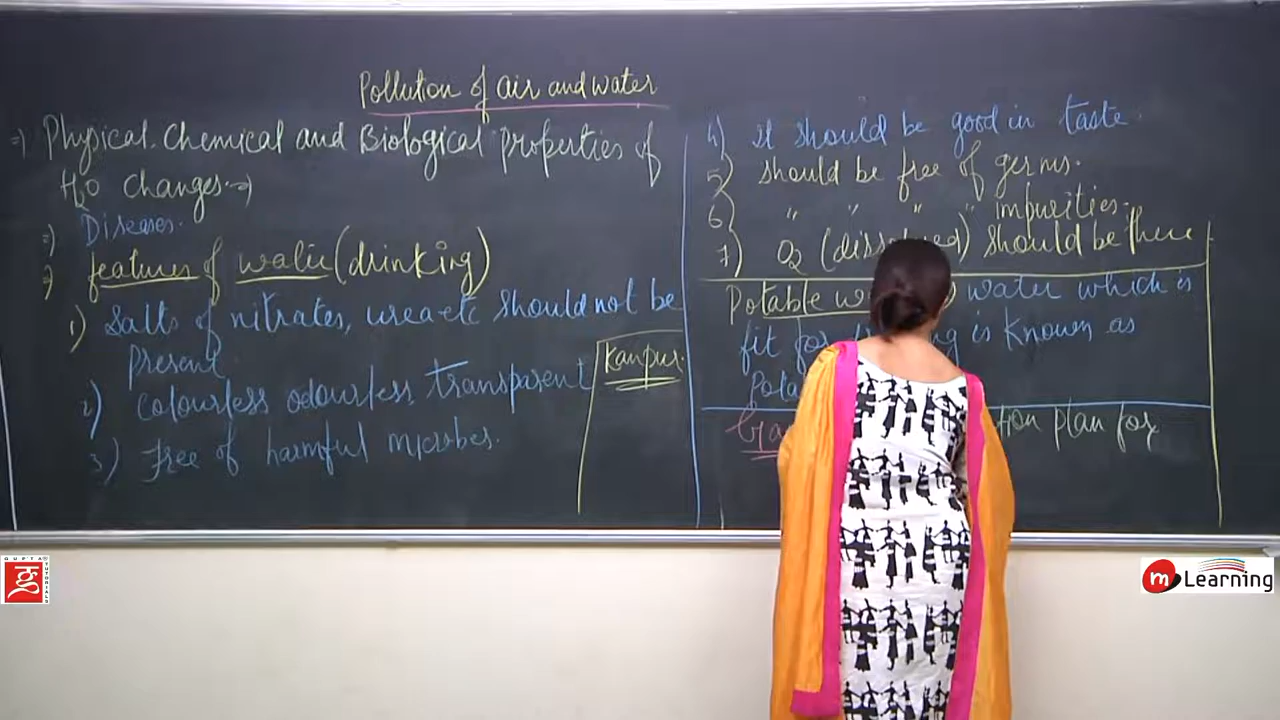 Pollution of air and water
=) Physical. Chemical and Biological properties of
H2O changes →
=) Diseases.
=) features of water (drinking)
1) Salts of nitrates, urea etc should not be
present
2) Colourless odourless, transparent
3) Free of harmful microbes.
Kanpur.
4) it should be good in taste.
5) should be free of germs.
6) " " " " impurities.
7) O2 (dissolved) should be there
Potable water which is
fit for is known as
Pota
tion plan for
GUPTA TUTORIALS
m Learning